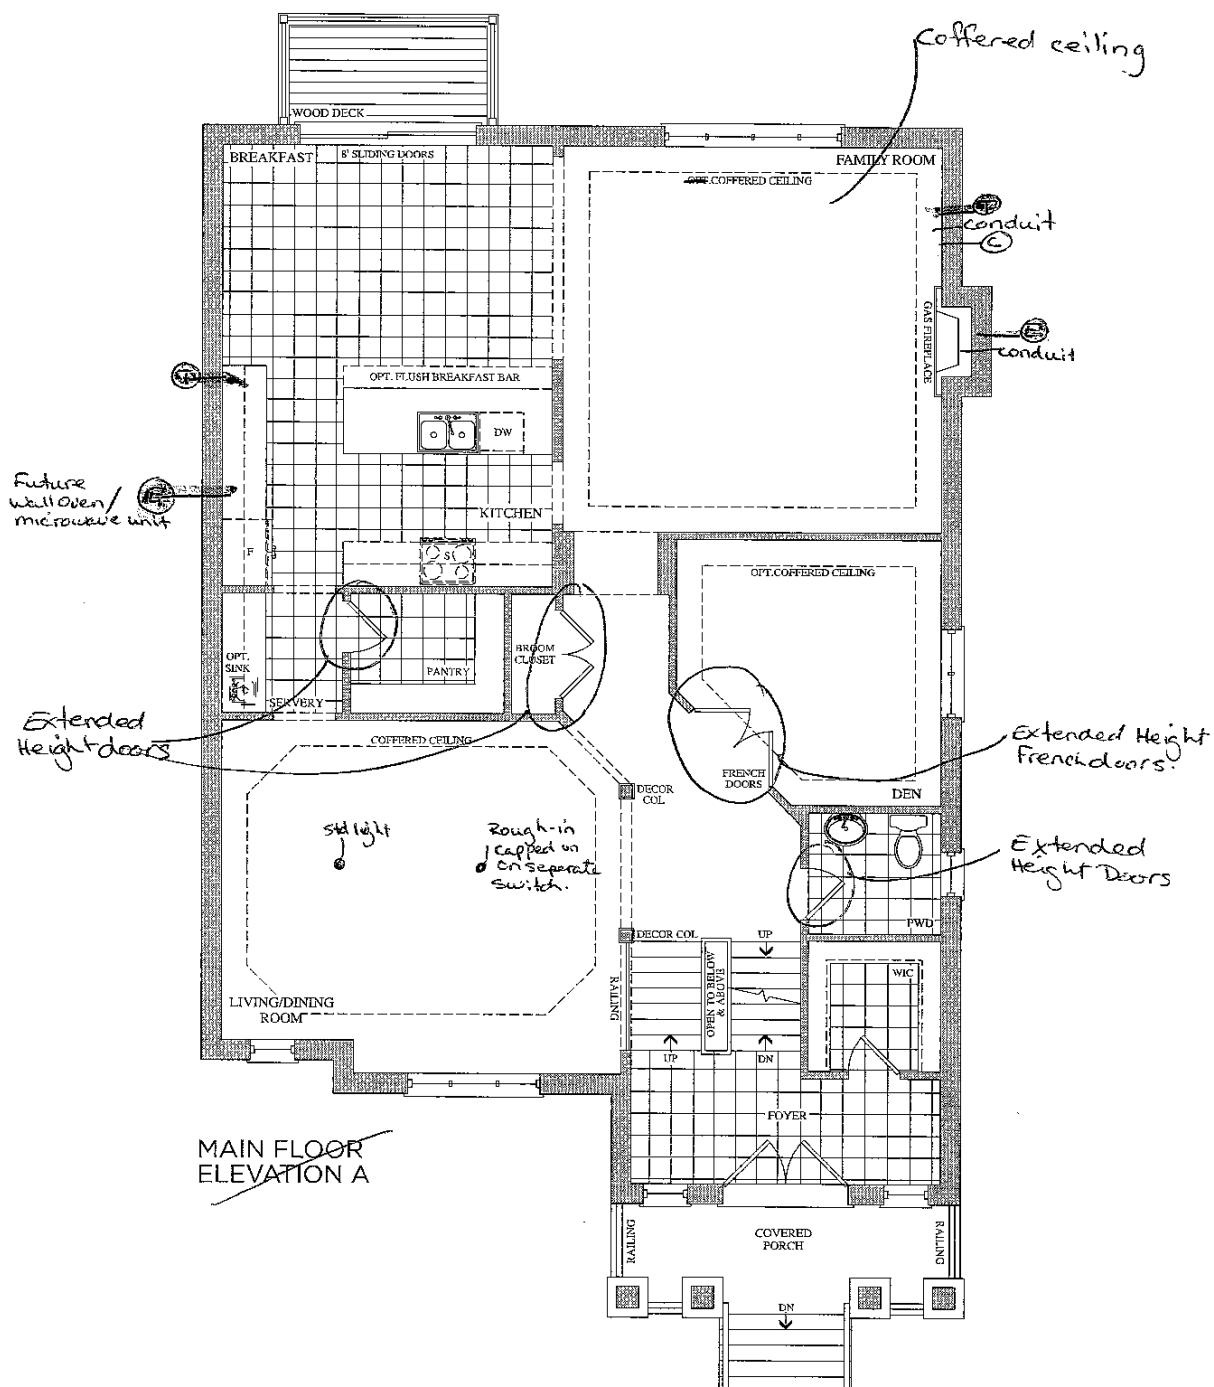 Coffered ceiling
WOOD DECK
BREAKFAST
8' SLIDING DOORS
FAMILY ROOM
OPT. COFFERED CEILING
conduit
C
GAS FIREPLACE
conduit
OPT. FLUSH BREAKFAST BAR
DW
Future
wall oven/
microwave unit
KITCHEN
F
S
OPT. COFFERED CEILING
BROOM
CLOSET
OPT.
SINK
PANTRY
SERVERY
Extended
Height doors
COFFERED CEILING
FRENCH
DOORS
Extended Height
French doors.
DECOR
COL
DEN
std light
Rough-in
capped on
on separate
switch.
Extended
Height Doors
PWD
DECOR COL
UP
OPEN TO BELOW
& ABOVE
WIC
RAILING
LIVING/DINING
ROOM
UP
DN
FOYER
MAIN FLOOR
ELEVATION A
COVERED
PORCH
RAILING
RAILING
DN